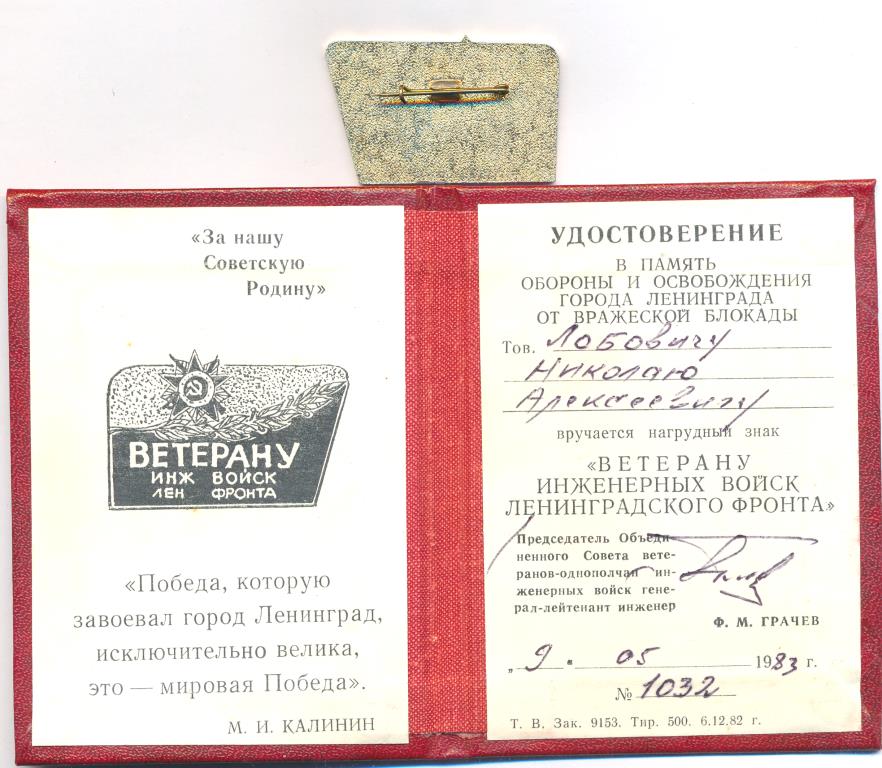 «За нашу
Советскую
Родину»
ВЕТЕРАНУ
ИНЖ ВОЙСК
ЛЕН ФРОНТА
«Победа, которую
завоевал город Ленинград,
исключительно велика,
это — мировая Победа».
М. И. КАЛИНИН
УДОСТОВЕРЕНИЕ
В ПАМЯТЬ
ОБОРОНЫ И ОСВОБОЖДЕНИЯ
ГОРОДА ЛЕНИНГРАДА
ОТ ВРАЖЕСКОЙ БЛОКАДЫ
Тов. Лобовичу
Николаю
Алексеевичу
вручается нагрудный знак
«ВЕТЕРАНУ
ИНЖЕНЕРНЫХ ВОЙСК
ЛЕНИНГРАДСКОГО ФРОНТА»
Председатель Объеди-
ненного Совета вете-
ранов-однополчан ин-
женерных войск гене-
рал-лейтенант инженер
Ф. М. ГРАЧЕВ
„9" 05 1983 г.
№ 1032
Т. В. Зак. 9153. Тир. 500. 6.12.82 г.